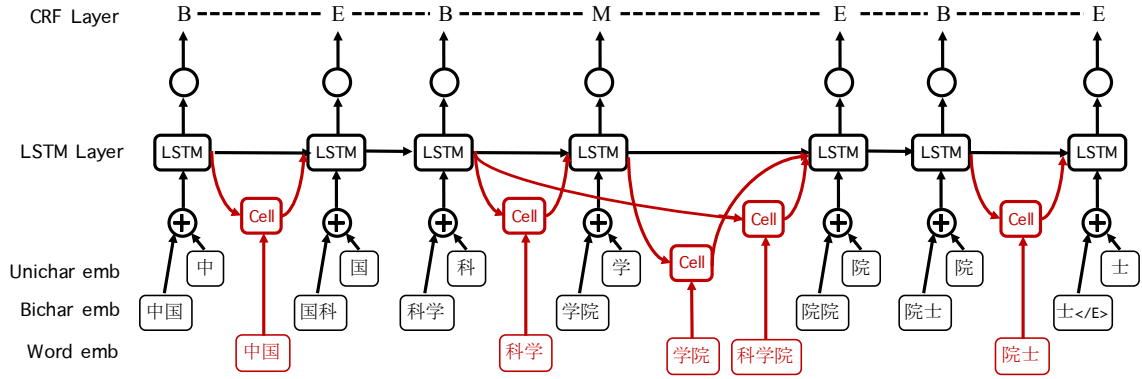 CRF Layer B E B M E B E
LSTM Layer LSTM LSTM LSTM LSTM LSTM LSTM LSTM
Cell Cell Cell Cell
Cell
Unichar emb 中 国 科 学 院 院 士
Bichar emb 中国 国科 科学 学院 院院 院士 士</E>
Word emb 中国 科学 学院 科学院 院士